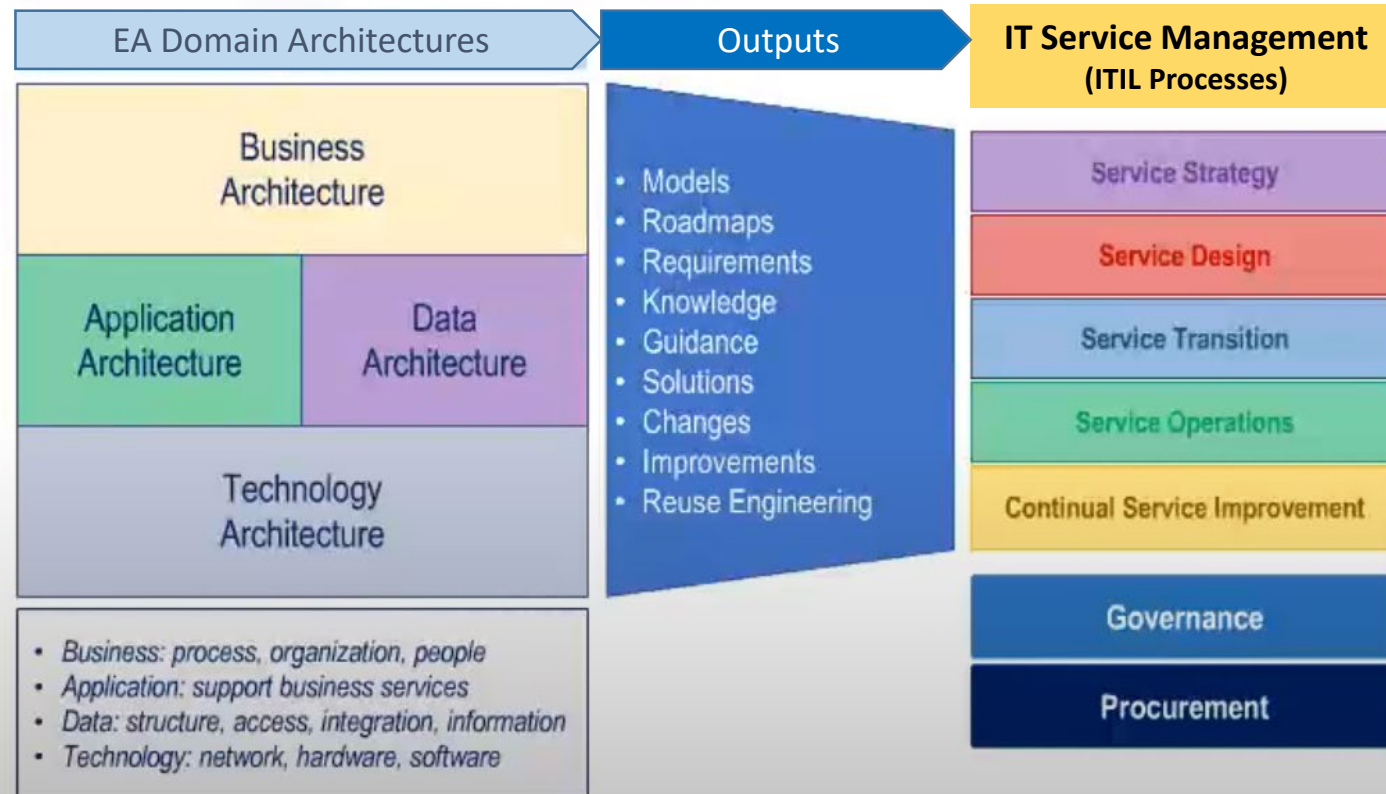 EA Domain Architectures
Outputs
IT Service Management
(ITIL Processes)
Business
Architecture
Application
Architecture
Data
Architecture
Technology
Architecture
• Business: process, organization, people
• Application: support business services
• Data: structure, access, integration, information
• Technology: network, hardware, software
• Models
• Roadmaps
• Requirements
• Knowledge
• Guidance
• Solutions
• Changes
• Improvements
• Reuse Engineering
Service Strategy
Service Design
Service Transition
Service Operations
Continual Service Improvement
Governance
Procurement